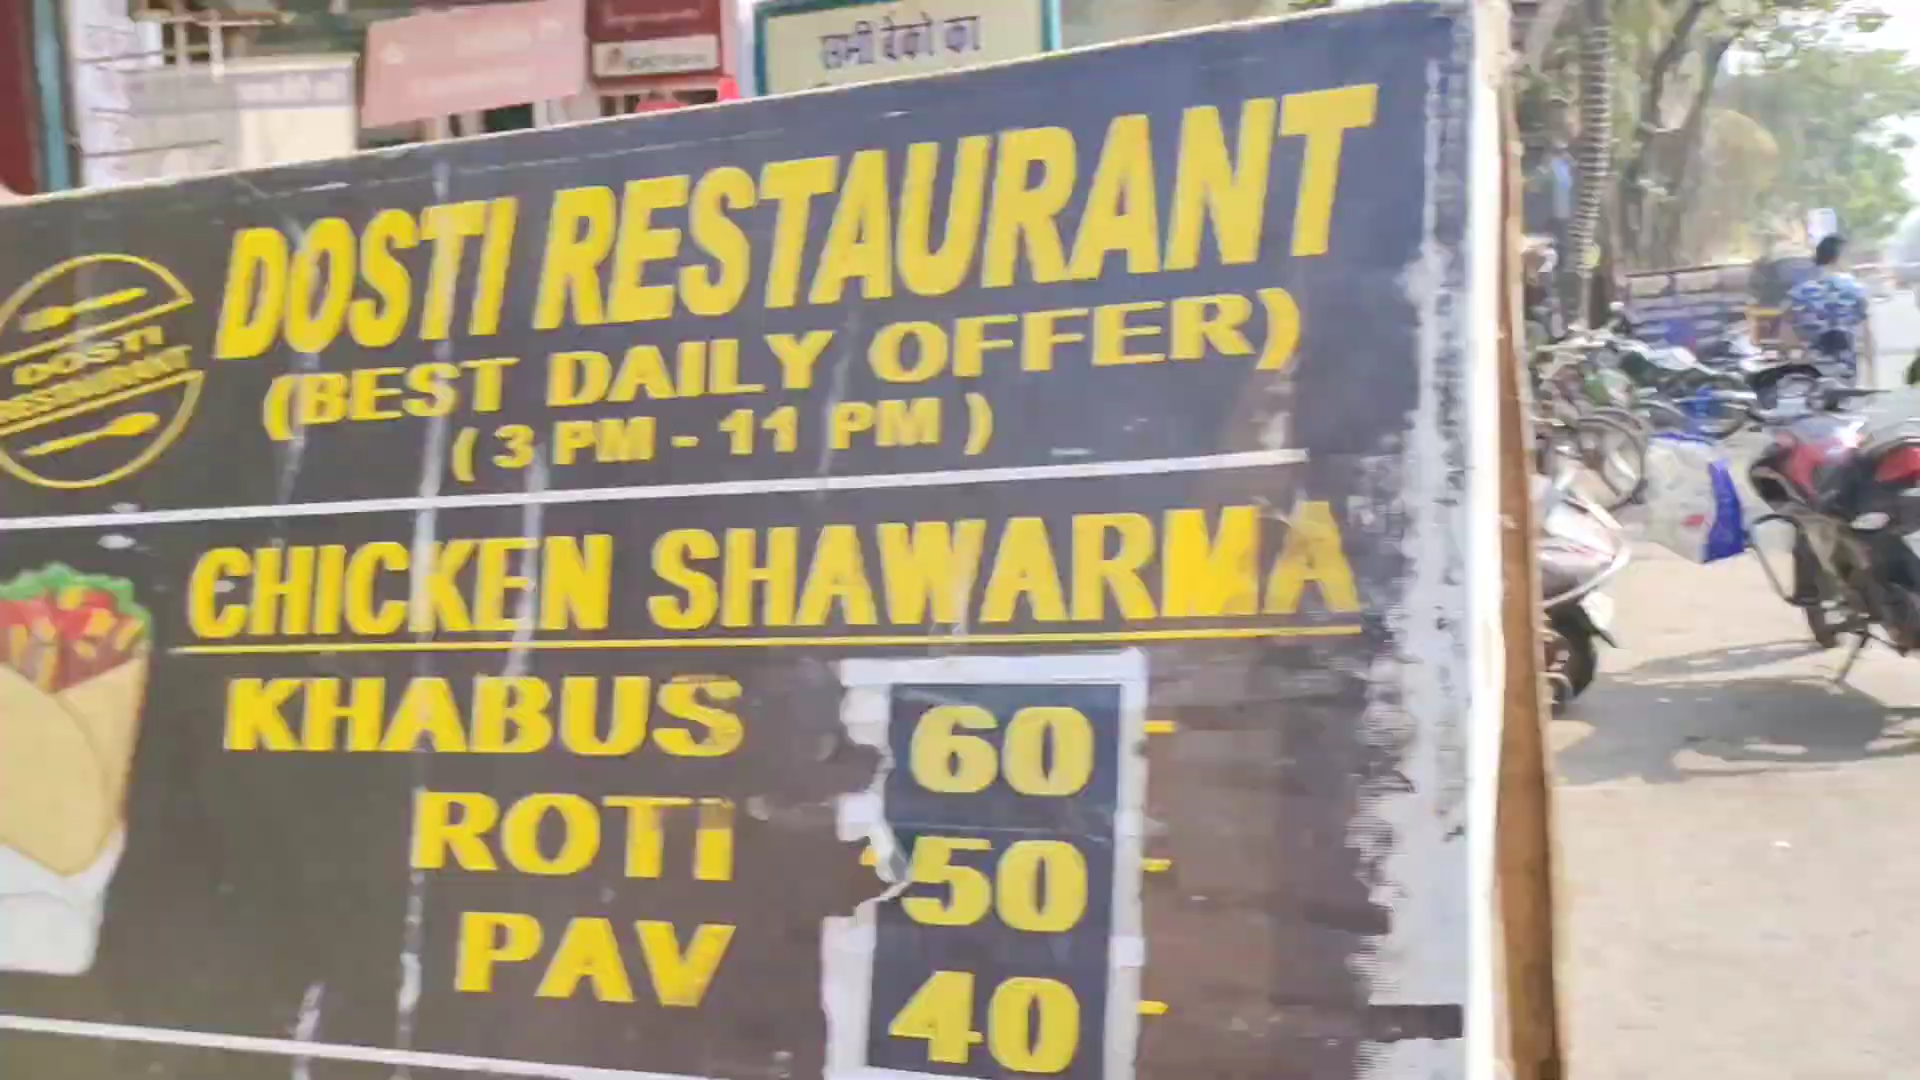 सभी बैंको का
DOSTI RESTAURANT
(BEST DAILY OFFER)
( 3 PM - 11 PM )
DOSTI
RESTAURANT
CHICKEN SHAWARMA
KHABUS 60
ROTI 50
PAV 40